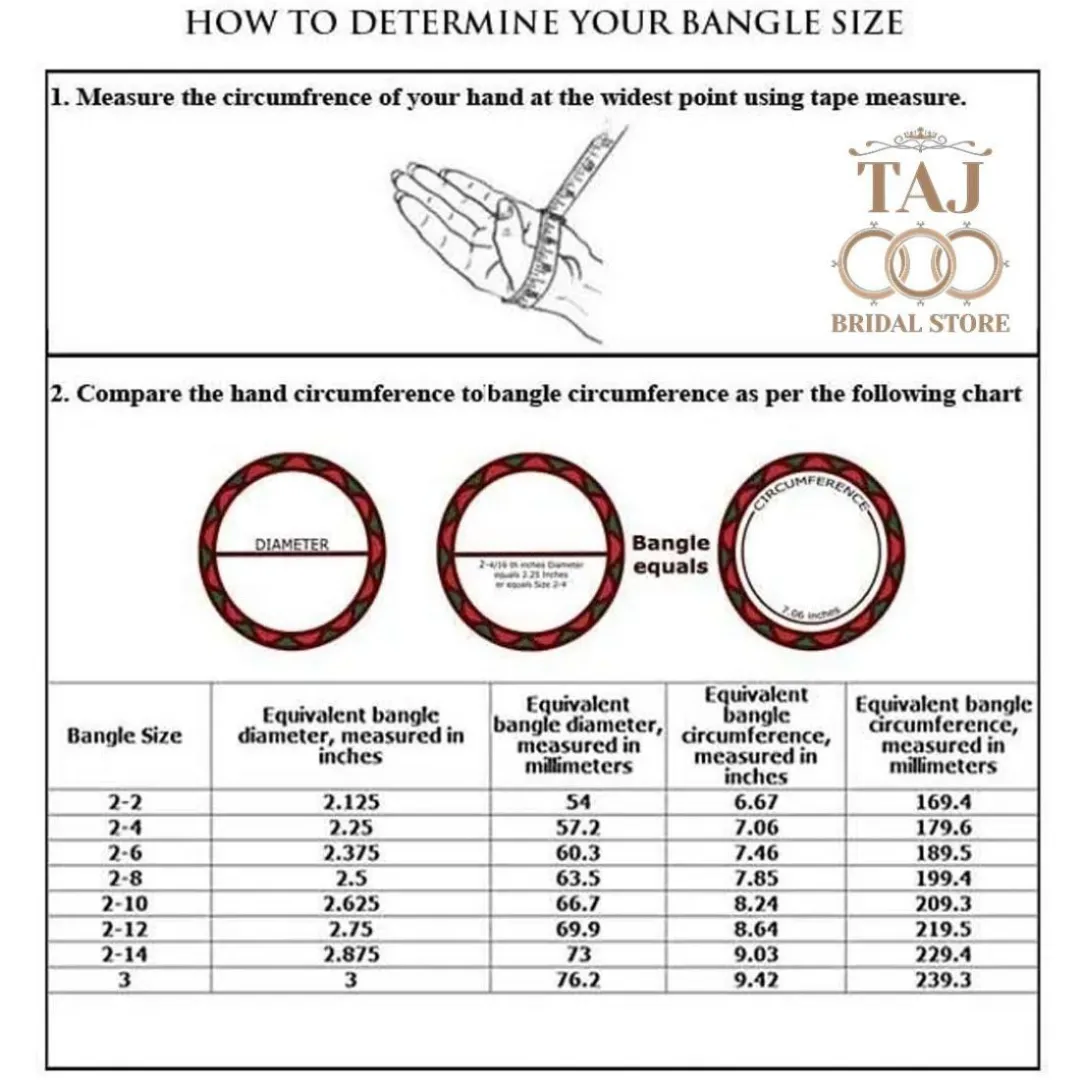 HOW TO DETERMINE YOUR BANGLE SIZE
1. Measure the circumfrence of your hand at the widest point using tape measure.
TAJ
BRIDAL STORE
2. Compare the hand circumference to bangle circumference as per the following chart
DIAMETER
2-4/16 th inches Diameter
equals 2.25 Inches
or equals Size 2-4
Bangle
equals
CIRCUMFERENCE
7.06 inches
Bangle Size
Equivalent bangle
diameter, measured in
inches
Equivalent
bangle diameter,
measured in
millimeters
Equivalent
bangle
circumference,
measured in
inches
Equivalent bangle
circumference,
measured in
millimeters
2-2 2.125 54 6.67 169.4
2-4 2.25 57.2 7.06 179.6
2-6 2.375 60.3 7.46 189.5
2-8 2.5 63.5 7.85 199.4
2-10 2.625 66.7 8.24 209.3
2-12 2.75 69.9 8.64 219.5
2-14 2.875 73 9.03 229.4
3 3 76.2 9.42 239.3